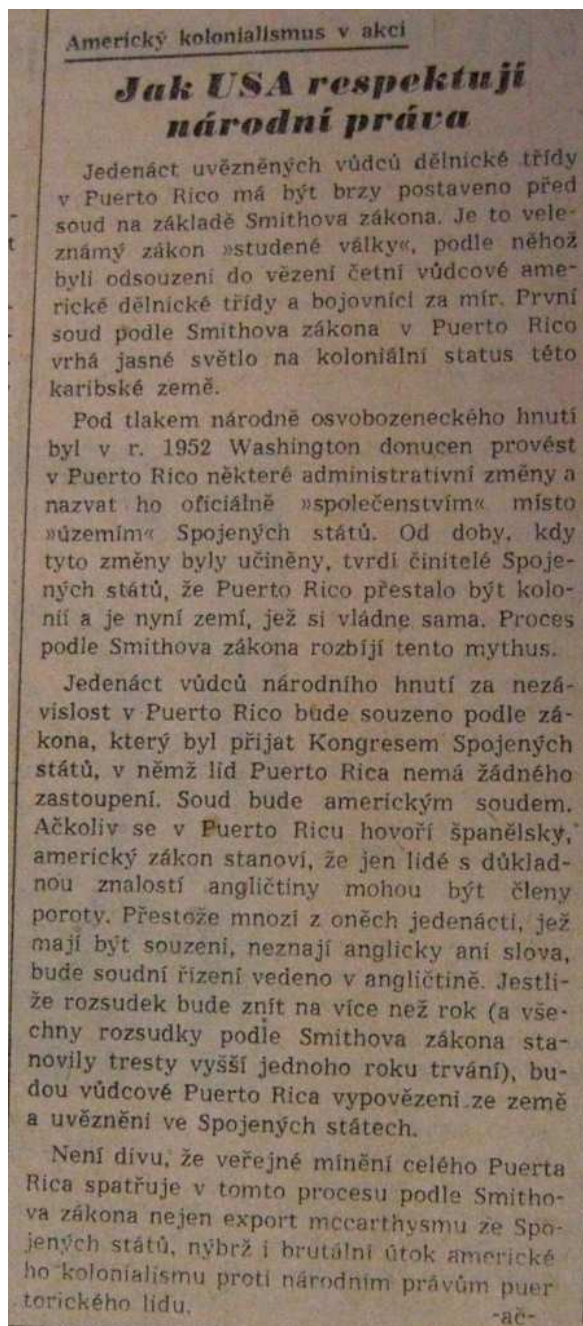 Americký kolonialismus v akci
Jak USA respektují
národní práva
Jedenáct uvězněných vůdců dělnické třídy
v Puerto Rico má být brzy postaveno před
soud na základě Smithova zákona. Je to vele-
známý zákon »studené války«, podle něhož
byli odsouzeni do vězení četní vůdcové ame-
rické dělnické třídy a bojovníci za mír. První
soud podle Smithova zákona v Puerto Rico
vrhá jasné světlo na koloniální status této
karibské země.
Pod tlakem národně osvobozeneckého hnutí
byl v r. 1952 Washington donucen provést
v Puerto Rico některé administrativní změny a
nazvat ho oficiálně »společenstvím« místo
»územím« Spojených států. Od doby, kdy
tyto změny byly učiněny, tvrdí činitelé Spoje-
ných států, že Puerto Rico přestalo být kolo-
nií a je nyní zemí, jež si vládne sama. Proces
podle Smithova zákona rozbíjí tento mythus.
Jedenáct vůdců národního hnutí za nezá-
vislost v Puerto Rico bude souzeno podle zá-
kona, který byl přijat Kongresem Spojených
států, v němž lid Puerto Rica nemá žádného
zastoupení. Soud bude americkým soudem.
Ačkoliv se v Puerto Ricu hovoří španělsky,
americký zákon stanoví, že jen lidé s důklad-
nou znalostí angličtiny mohou být členy
poroty. Přestože mnozí z oněch jedenácti, jež
mají být souzeni, neznají anglicky ani slova,
bude soudní řízení vedeno v angličtině. Jestli-
že rozsudek bude znít na více než rok (a vše-
chny rozsudky podle Smithova zákona sta-
novily tresty vyšší jednoho roku trvání), bu-
dou vůdcové Puerto Rica vypovězeni ze země
a uvězněni ve Spojených státech.
Není divu, že veřejné mínění celého Puerta
Rica spatřuje v tomto procesu podle Smitho-
va zákona nejen export mccarthysmu ze Spo-
jených států, nýbrž i brutální útok americké
ho kolonialismu proti národním právům puer
torického lidu.
-ač-